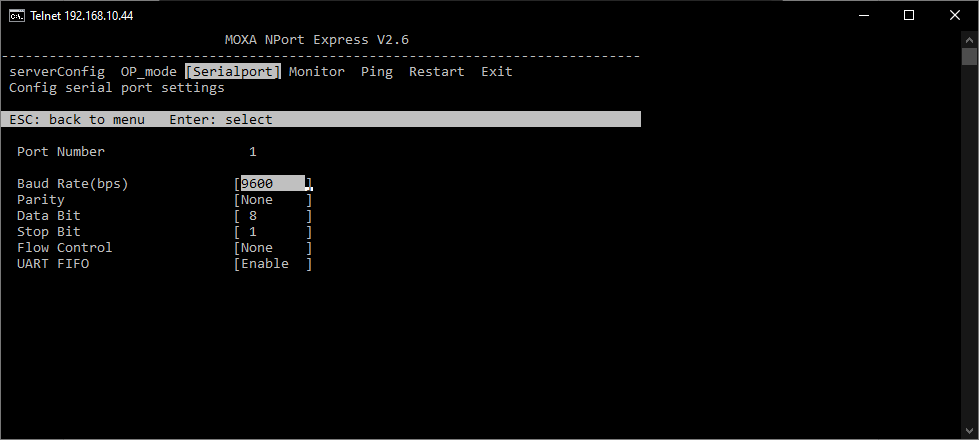 Telnet 192.168.10.44
MOXA NPort Express V2.6
--------------------------------------------------------------------------------
serverConfig  OP_mode [Serialport] Monitor  Ping  Restart  Exit
Config serial port settings
ESC: back to menu   Enter: select
Port Number                  1
Baud Rate(bps)             [9600    ]
Parity                     [None    ]
Data Bit                   [ 8      ]
Stop Bit                   [ 1      ]
Flow Control               [None    ]
UART FIFO                  [Enable  ]